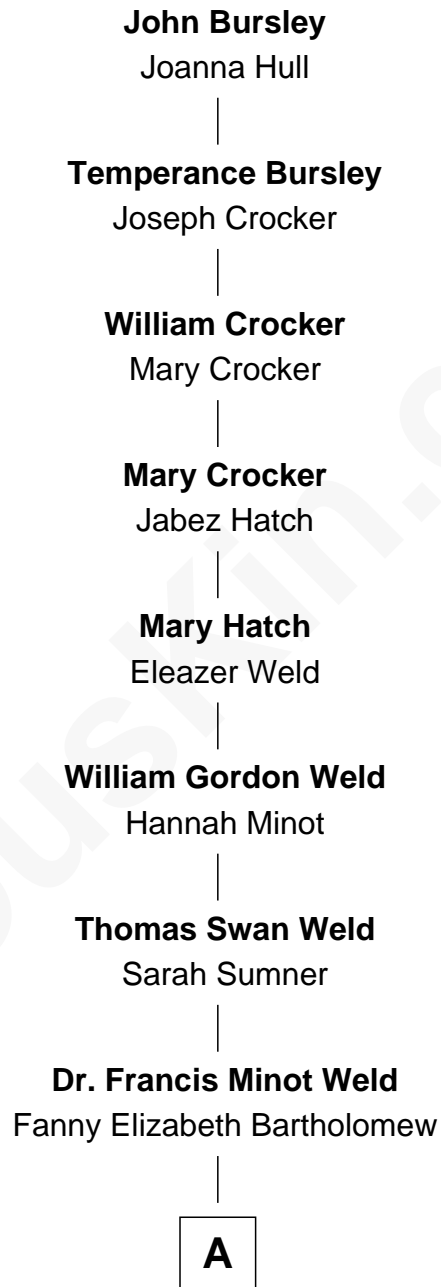 John Bursley
Joanna Hull
Temperance Bursley
Joseph Crocker
William Crocker
Mary Crocker
Mary Crocker
Jabez Hatch
Mary Hatch
Eleazer Weld
William Gordon Weld
Hannah Minot
Thomas Swan Weld
Sarah Sumner
Dr. Francis Minot Weld
Fanny Elizabeth Bartholomew
A